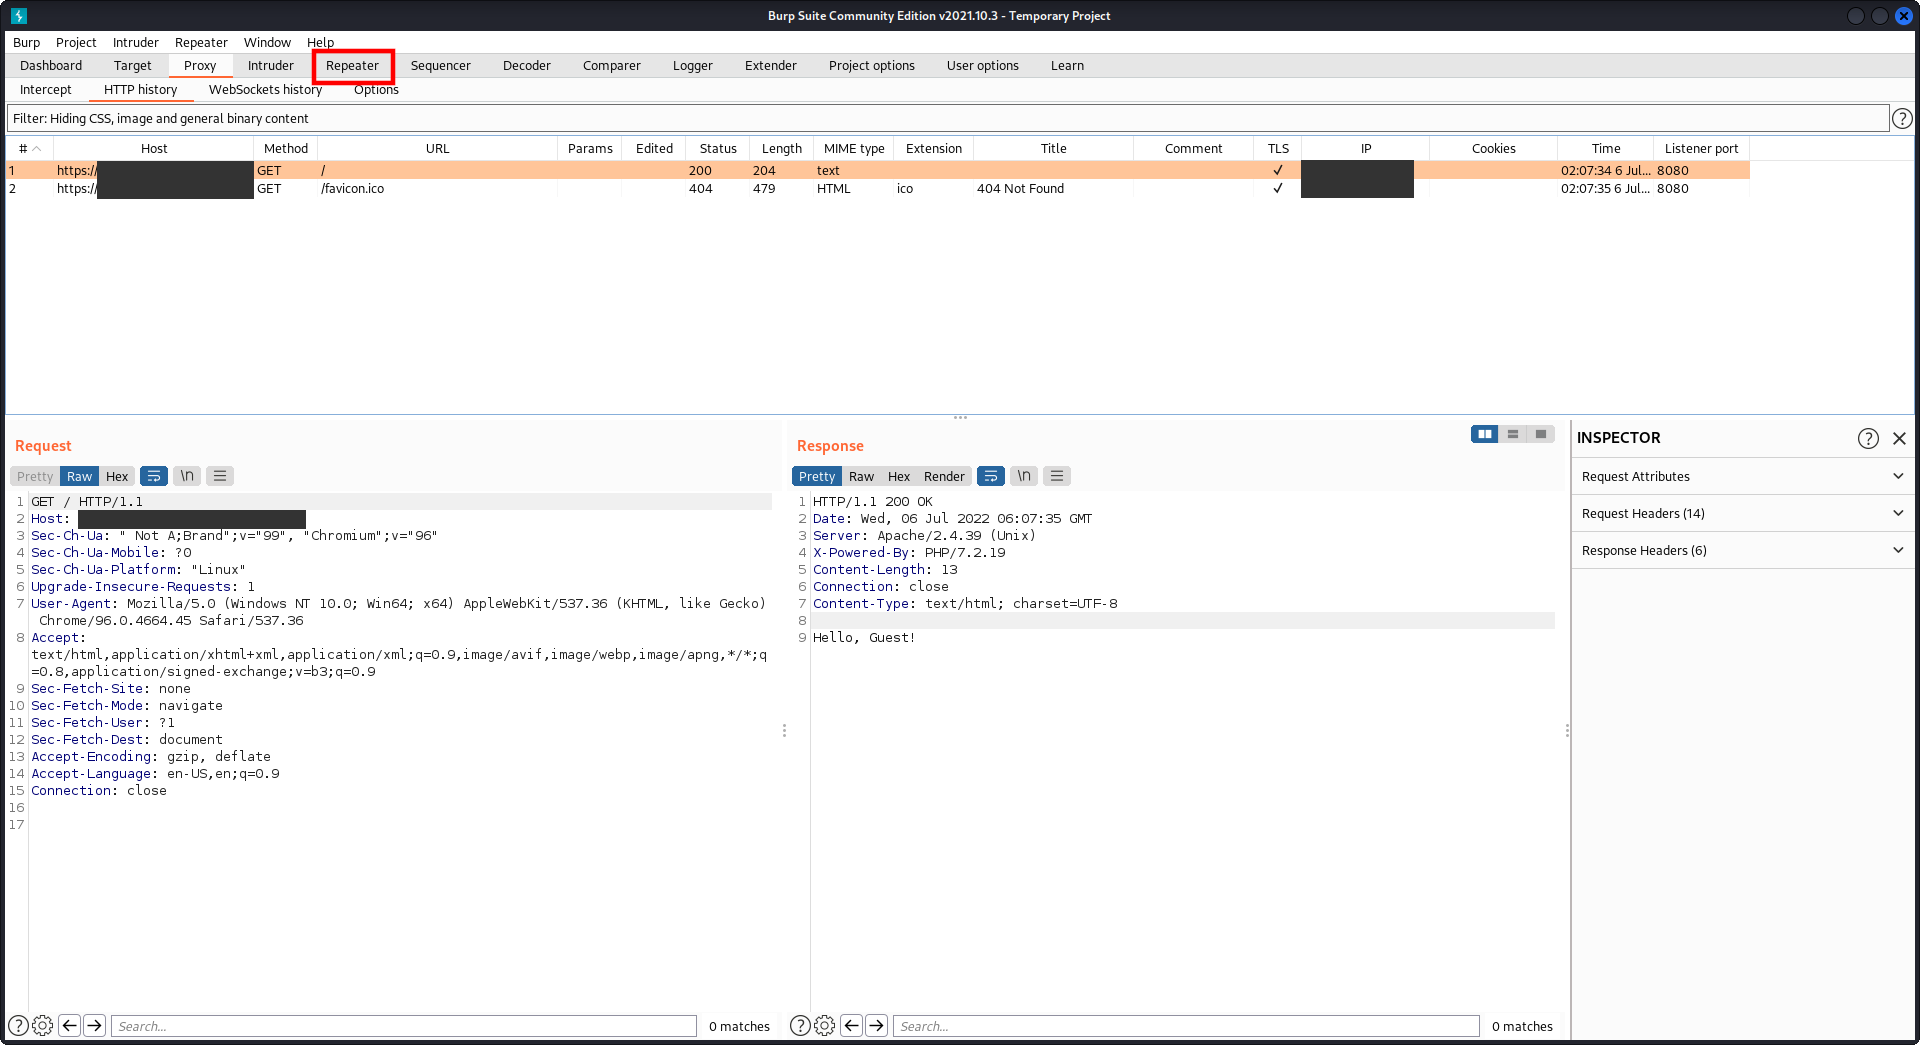 Burp Suite Community Edition v2021.10.3 - Temporary Project
Burp Project Intruder Repeater Window Help
Dashboard Target Proxy Intruder Repeater Sequencer Decoder Comparer Logger Extender Project options User options Learn
Intercept HTTP history WebSockets history Options
Filter: Hiding CSS, image and general binary content
# Host Method URL Params Edited Status Length MIME type Extension Title Comment TLS IP Cookies Time Listener port
1 https:// GET / 200 204 text ✓ 02:07:34 6 Jul... 8080
2 https:// GET /favicon.ico 404 479 HTML ico 404 Not Found ✓ 02:07:35 6 Jul... 8080
Request
Pretty Raw Hex \n
1 GET / HTTP/1.1
2 Host:
3 Sec-Ch-Ua: " Not A;Brand";v="99", "Chromium";v="96"
4 Sec-Ch-Ua-Mobile: ?0
5 Sec-Ch-Ua-Platform: "Linux"
6 Upgrade-Insecure-Requests: 1
7 User-Agent: Mozilla/5.0 (Windows NT 10.0; Win64; x64) AppleWebKit/537.36 (KHTML, like Gecko)
Chrome/96.0.4664.45 Safari/537.36
8 Accept:
text/html,application/xhtml+xml,application/xml;q=0.9,image/avif,image/webp,image/apng,*/*;q
=0.8,application/signed-exchange;v=b3;q=0.9
9 Sec-Fetch-Site: none
10 Sec-Fetch-Mode: navigate
11 Sec-Fetch-User: ?1
12 Sec-Fetch-Dest: document
13 Accept-Encoding: gzip, deflate
14 Accept-Language: en-US,en;q=0.9
15 Connection: close
16
17
Search... 0 matches
Response
Pretty Raw Hex Render \n
1 HTTP/1.1 200 OK
2 Date: Wed, 06 Jul 2022 06:07:35 GMT
3 Server: Apache/2.4.39 (Unix)
4 X-Powered-By: PHP/7.2.19
5 Content-Length: 13
6 Connection: close
7 Content-Type: text/html; charset=UTF-8
8
9 Hello, Guest!
Search... 0 matches
INSPECTOR
Request Attributes
Request Headers (14)
Response Headers (6)